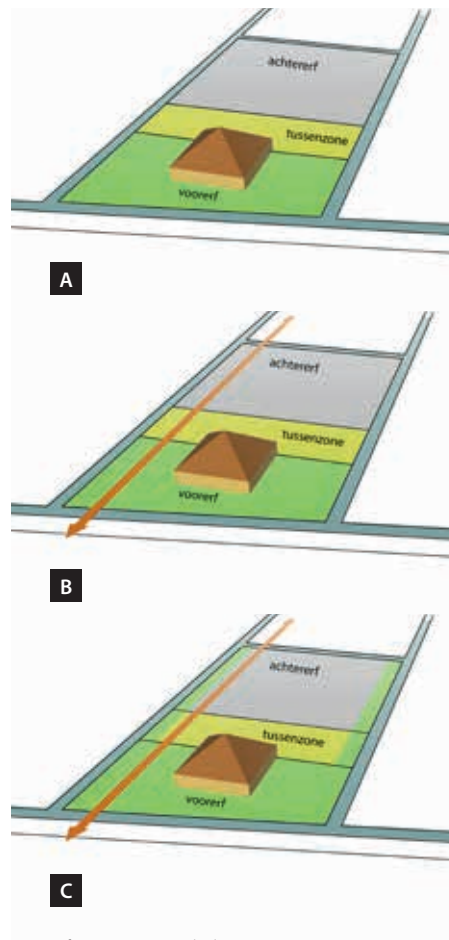 achtererf
tussenzone
voorerf
A
achtererf
tussenzone
voorerf
B
achtererf
tussenzone
voorerf
C